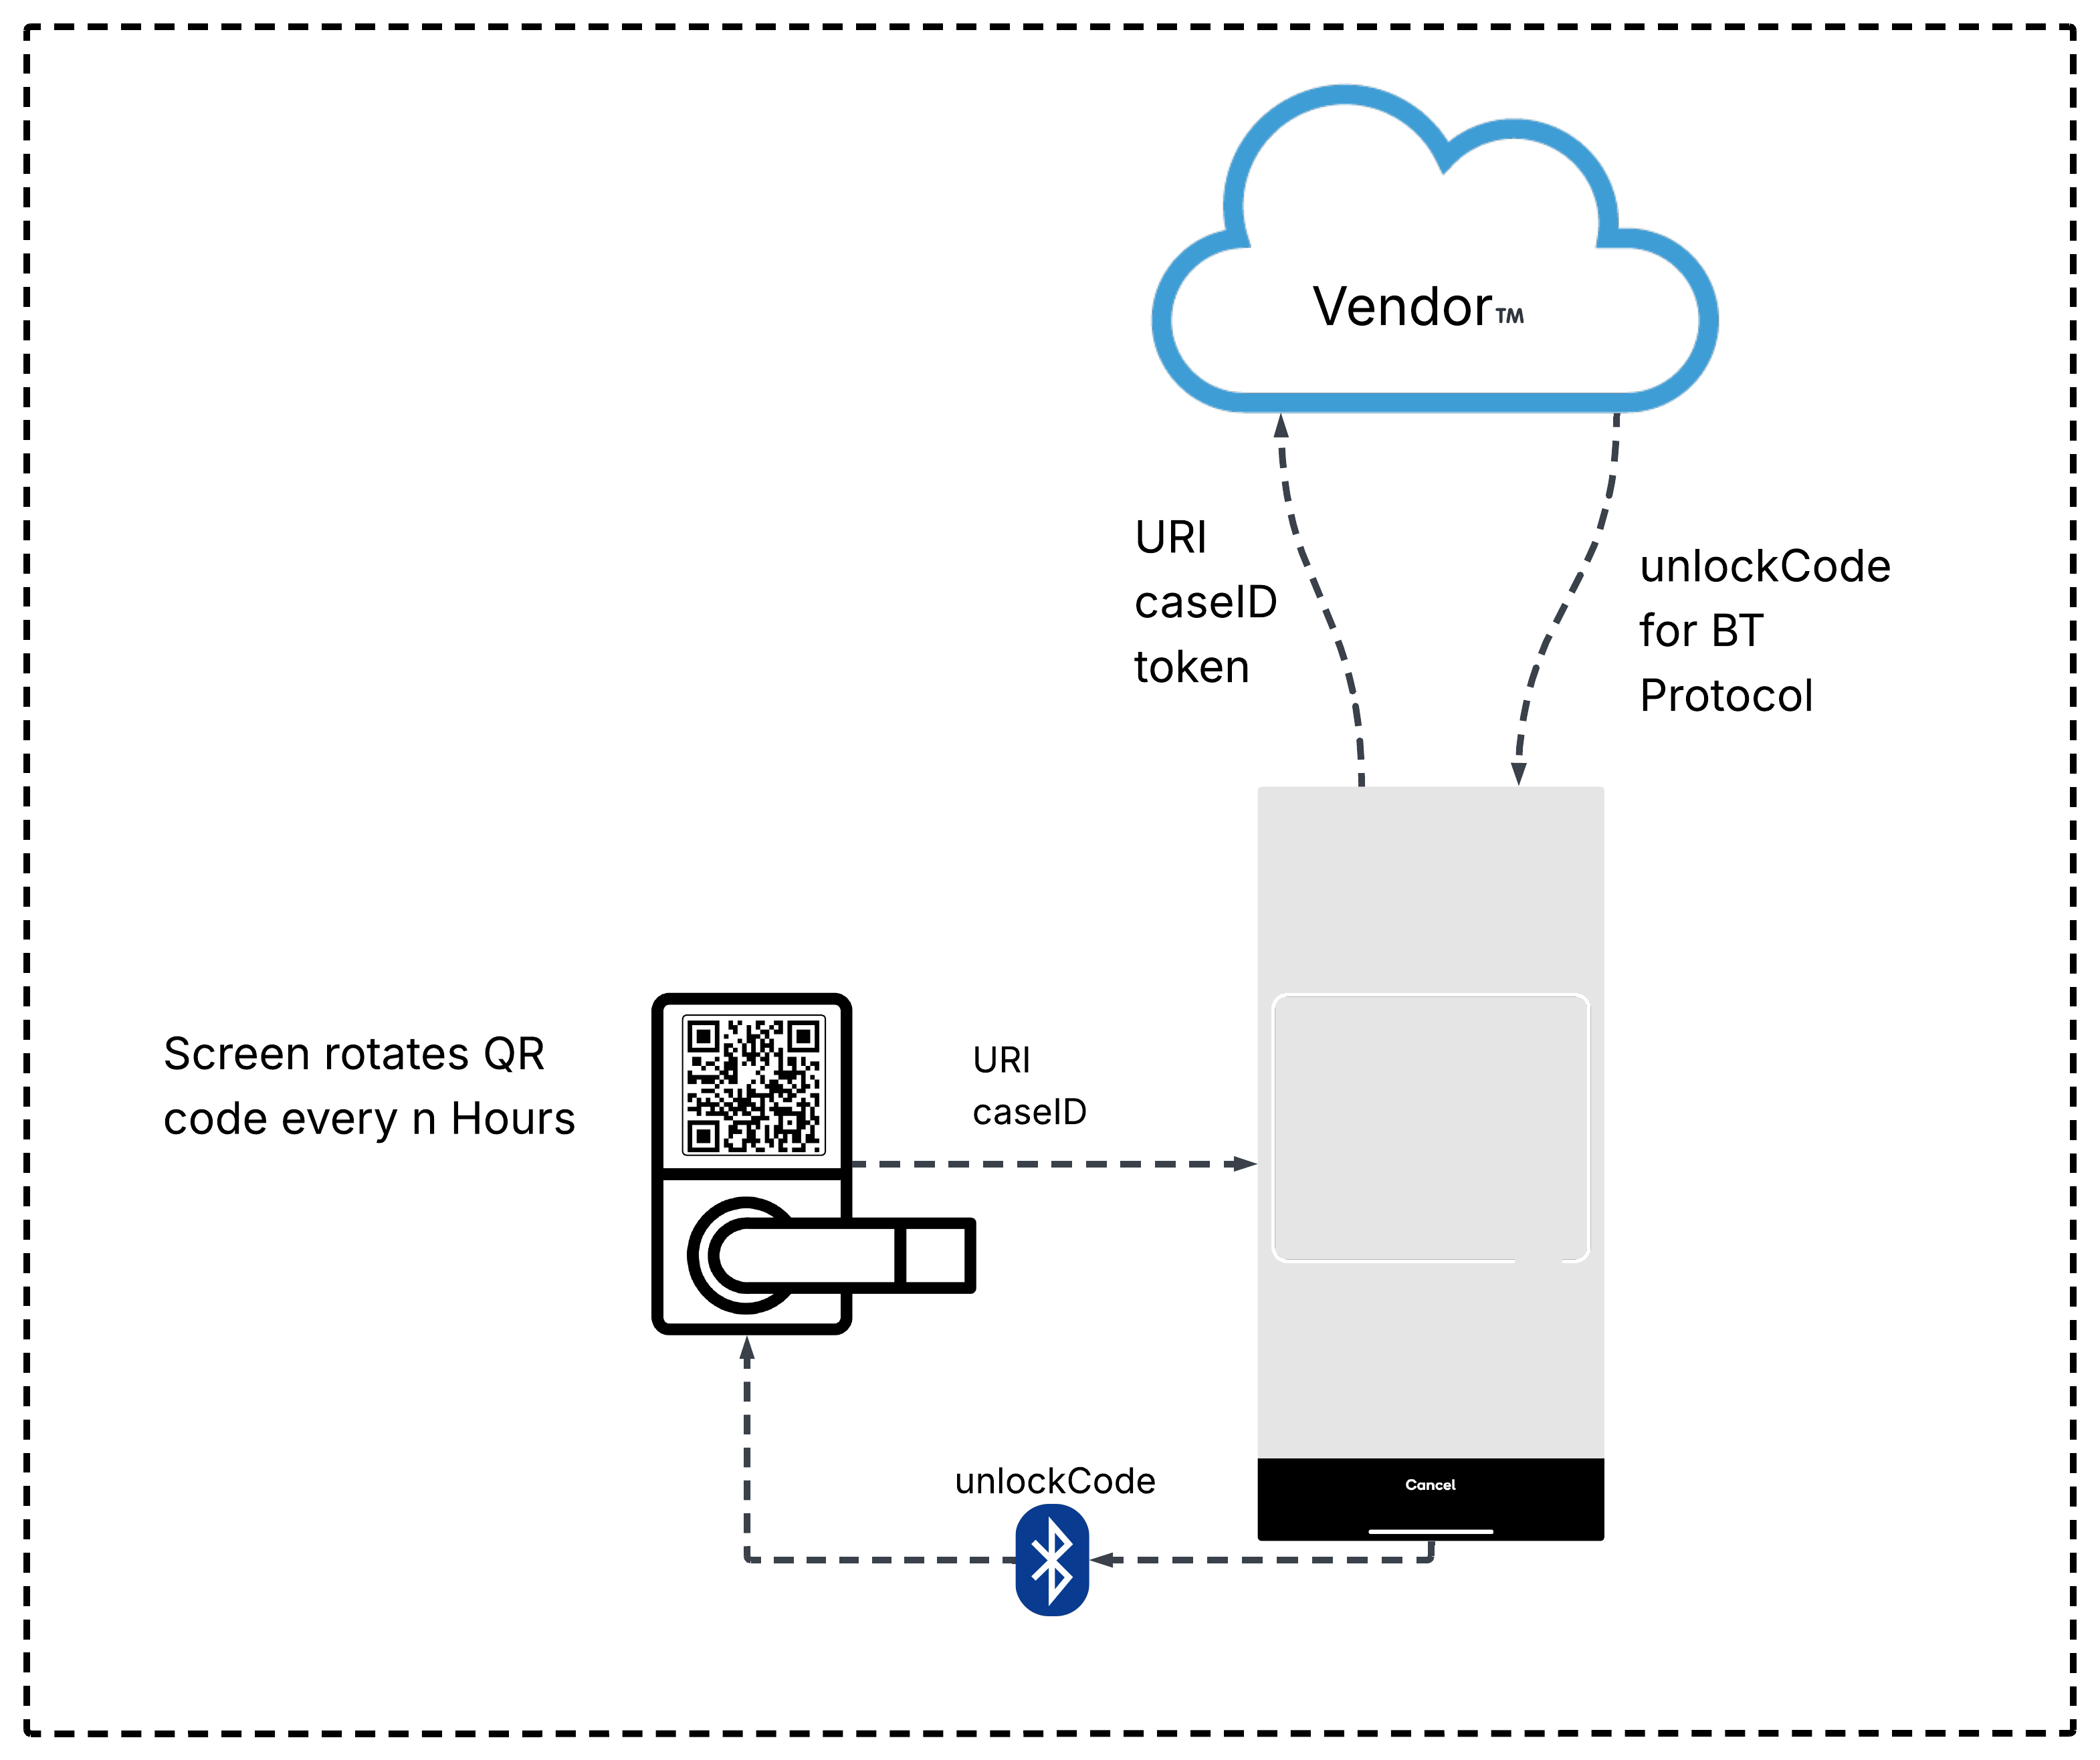 Vendor™
URI
caseID
token
unlockCode
for BT
Protocol
Screen rotates QR
code every n Hours
URI
caseID
unlockCode
Cancel